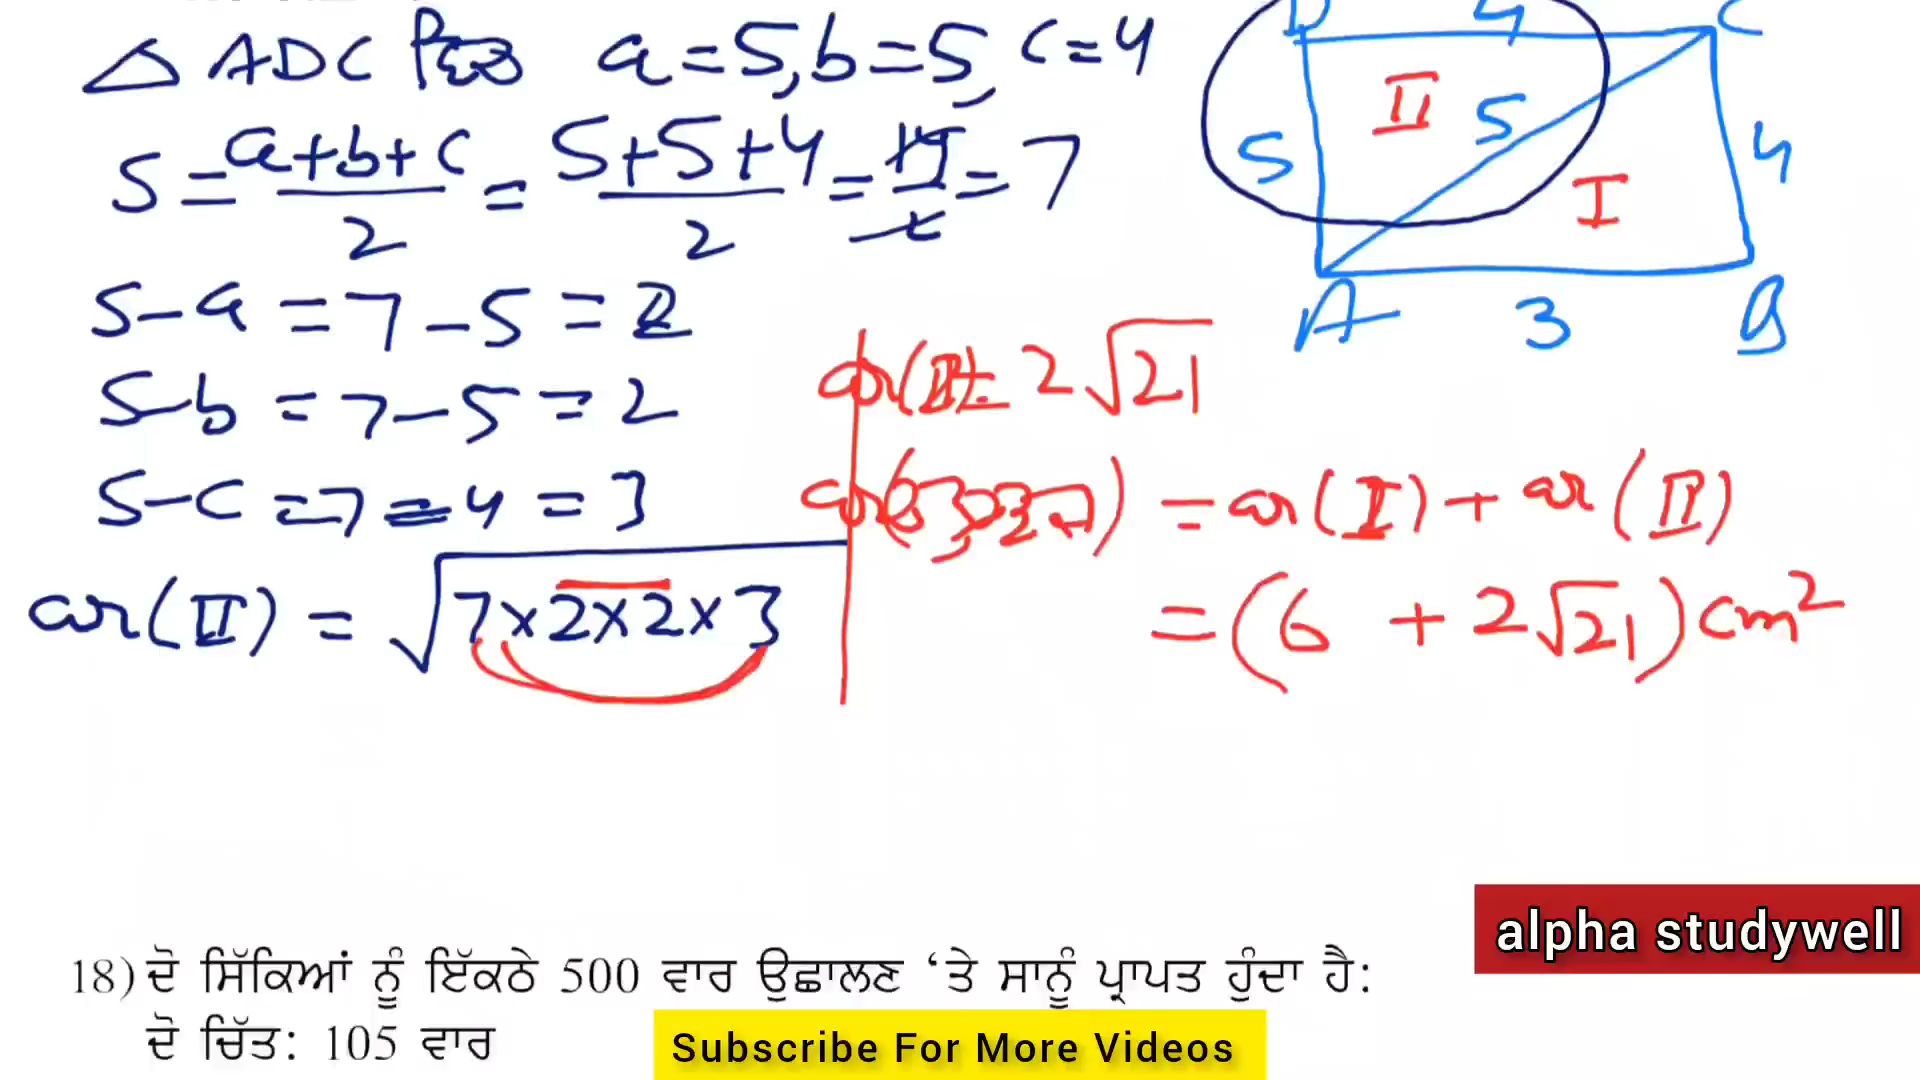 △ ADC ਵਿੱਚ a=5, b=5, c=4
S = a+b+c / 2 = 5+5+4 / 2 = 14 / 2 = 7
S-a = 7-5 = 2
S-b = 7-5 = 2
S-c = 7-4 = 3
ar(II) = √7×2×2×3
D 4 C
5 II 5 4
I
A 3 B
ar(II) = 2√21
= ar(I) + ar(II)
= (6 + 2√21) cm²
alpha studywell
18) ਦੋ ਸਿੱਕਿਆਂ ਨੂੰ ਇੱਕਠੇ 500 ਵਾਰ ਉਛਾਲਣ ‘ਤੇ ਸਾਨੂੰ ਪ੍ਰਾਪਤ ਹੁੰਦਾ ਹੈ:
ਦੋ ਚਿੱਤ: 105 ਵਾਰ
Subscribe For More Videos